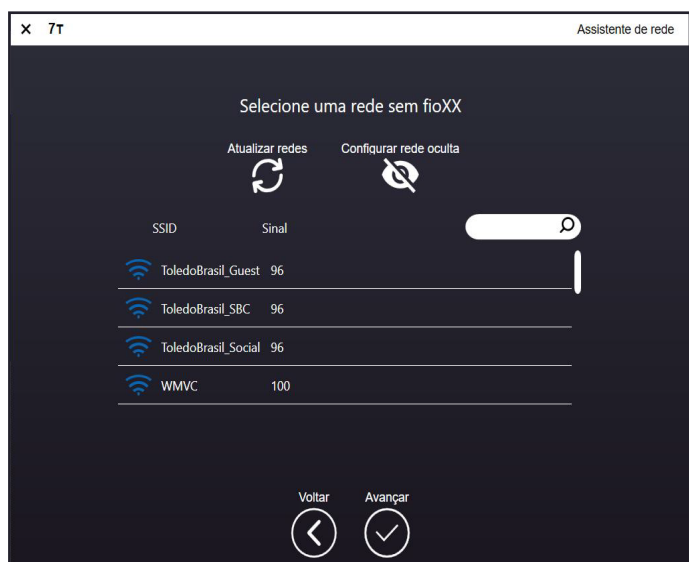 × 7T Assistente de rede
Selecione uma rede sem fioXX
Atualizar redes Configurar rede oculta
SSID Sinal
ToledoBrasil_Guest 96
ToledoBrasil_SBC 96
ToledoBrasil_Social 96
WMVC 100
Voltar Avançar